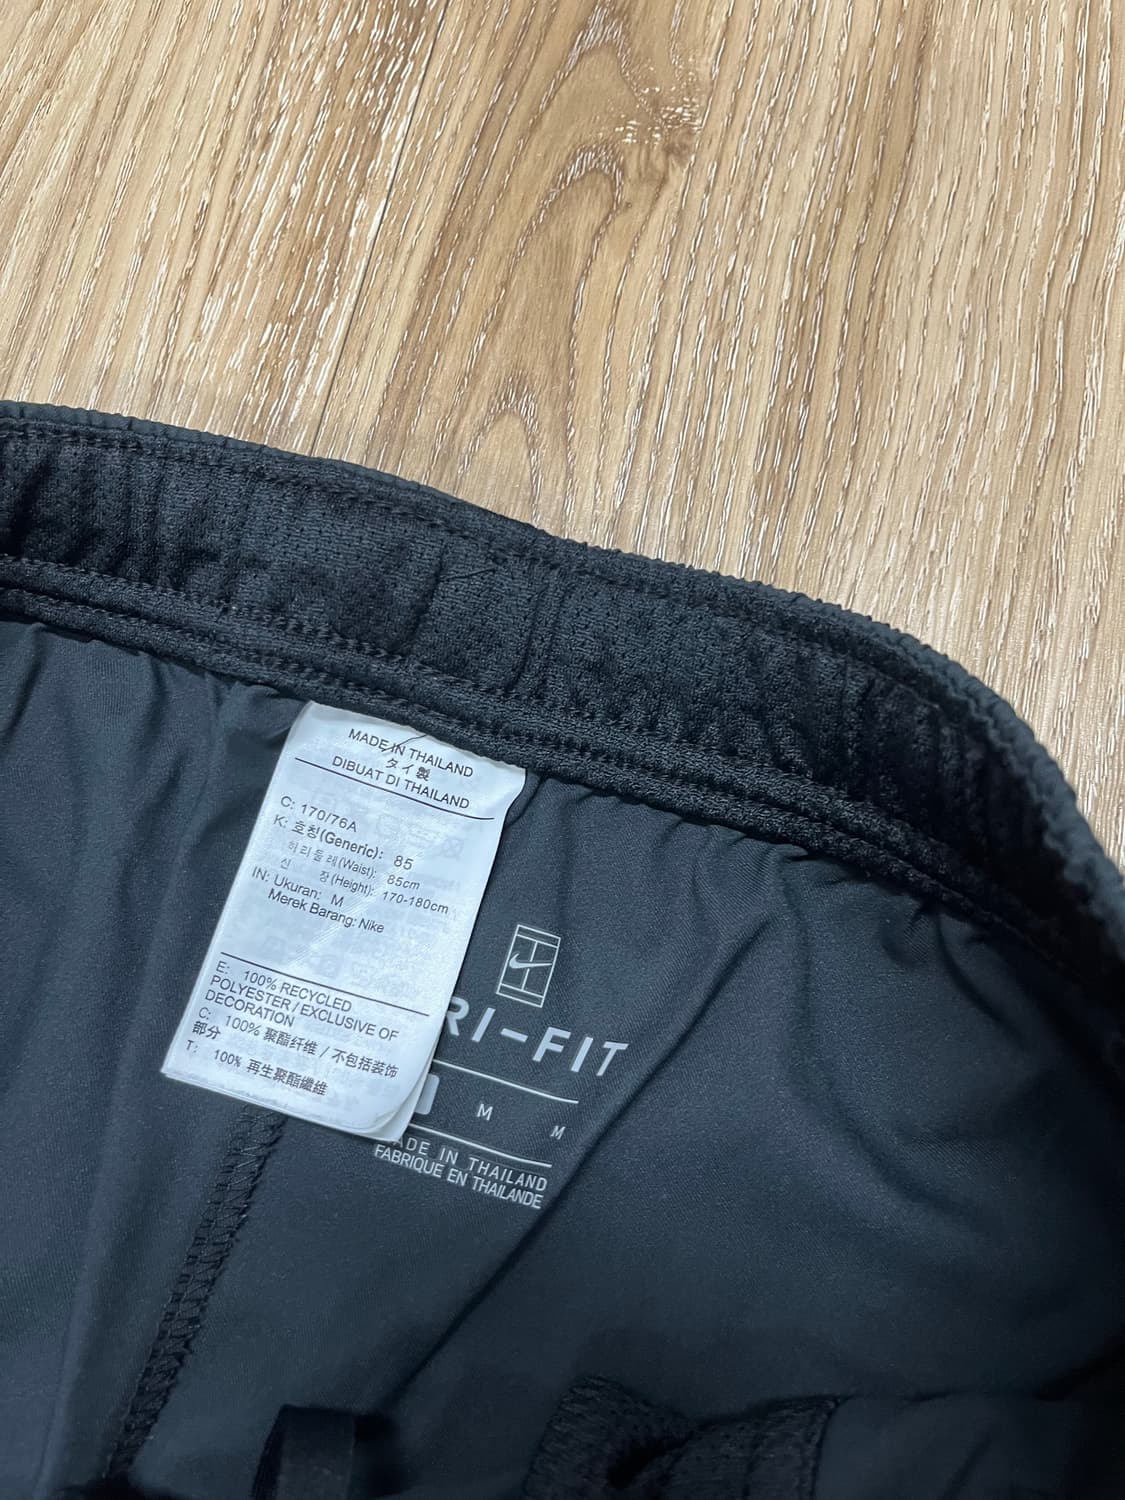 MADE IN THAILAND
タイ製
DIBUAT DI THAILAND
C: 170/76A
K: 호칭(Generic): 85
허리둘레(Waist): 85cm
신 장(Height): 170-180cm
IN: Ukuran: M
Merek Barang: Nike
E: 100% RECYCLED
POLYESTER / EXCLUSIVE OF
DECORATION
C: 100% 聚酯纤维 / 不包括装饰
部分
T: 100% 再生聚酯纖維
RI-FIT
M
M
ADE IN THAILAND
FABRIQUE EN THAILANDE